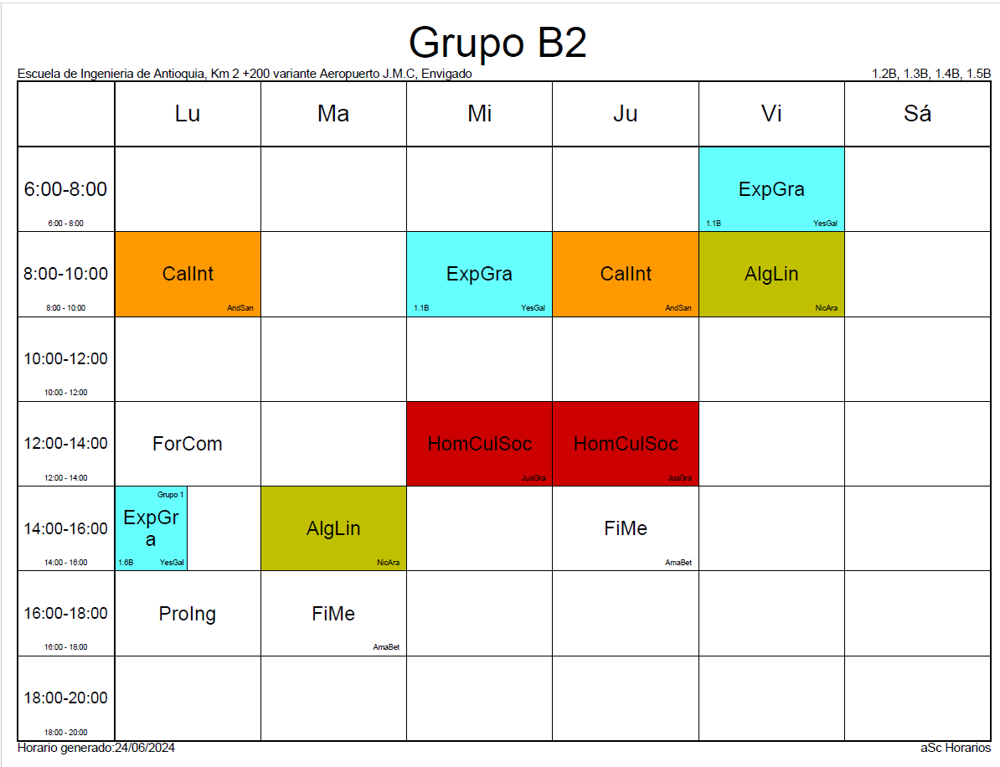 Grupo B2
Escuela de Ingenieria de Antioquia, Km 2 +200 variante Aeropuerto J.M.C, Envigado 1.2B, 1.3B, 1.4B, 1.5B
Lu Ma Mi Ju Vi Sá
6:00-8:00 ExpGra
6:00 - 8:00 1.1B YesGal
8:00-10:00 CalInt ExpGra CalInt AlgLin
8:00 - 10:00 AndSan 1.1B YesGal AndSan NicAra
10:00-12:00
10:00 - 12:00
12:00-14:00 ForCom HomCulSoc HomCulSoc
12:00 - 14:00 JuaGra JuaGra
Grupo 1
14:00-16:00 ExpGr AlgLin FiMe
a
14:00 - 16:00 1.6B YesGal NicAra AmaBet
16:00-18:00 ProIng FiMe
16:00 - 18:00 AmaBet
18:00-20:00
18:00 - 20:00
Horario generado:24/06/2024 aSc Horarios